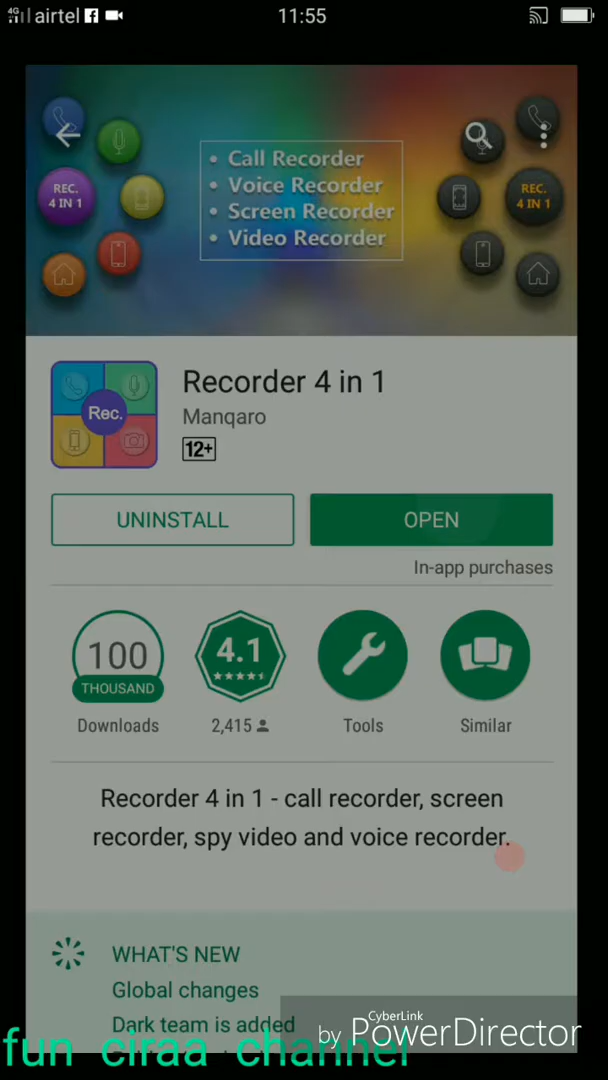 4G airtel 11:55
• Call Recorder
• Voice Recorder
• Screen Recorder
• Video Recorder
REC.
4 IN 1
REC.
4 IN 1
Rec.
Recorder 4 in 1
Manqaro
12+
UNINSTALL
OPEN
In-app purchases
100
THOUSAND
Downloads
4.1
2,415
Tools
Similar
Recorder 4 in 1 - call recorder, screen
recorder, spy video and voice recorder.
WHAT'S NEW
Global changes
Dark team is added
CyberLink
by PowerDirector
fun ciraa channel